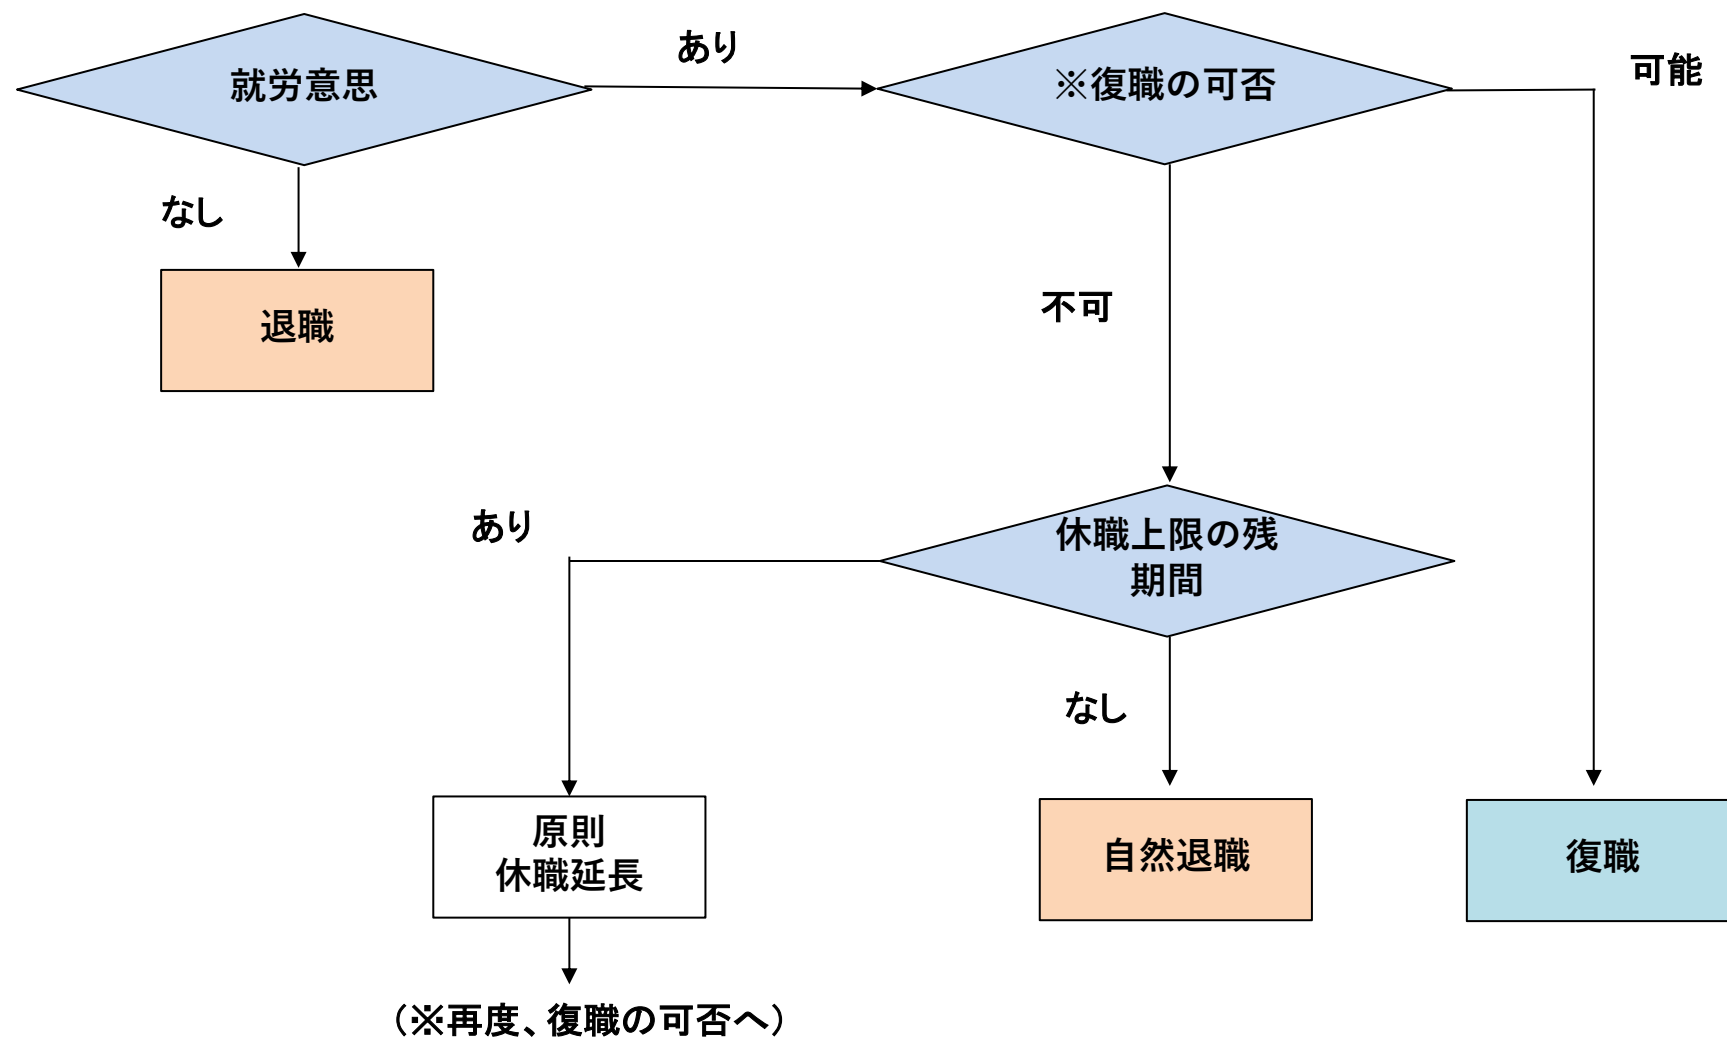 就労意思
あり
※復職の可否
可能
なし
退職
不可
あり
休職上限の残
期間
なし
原則
休職延長
自然退職
復職
（※再度、復職の可否へ）